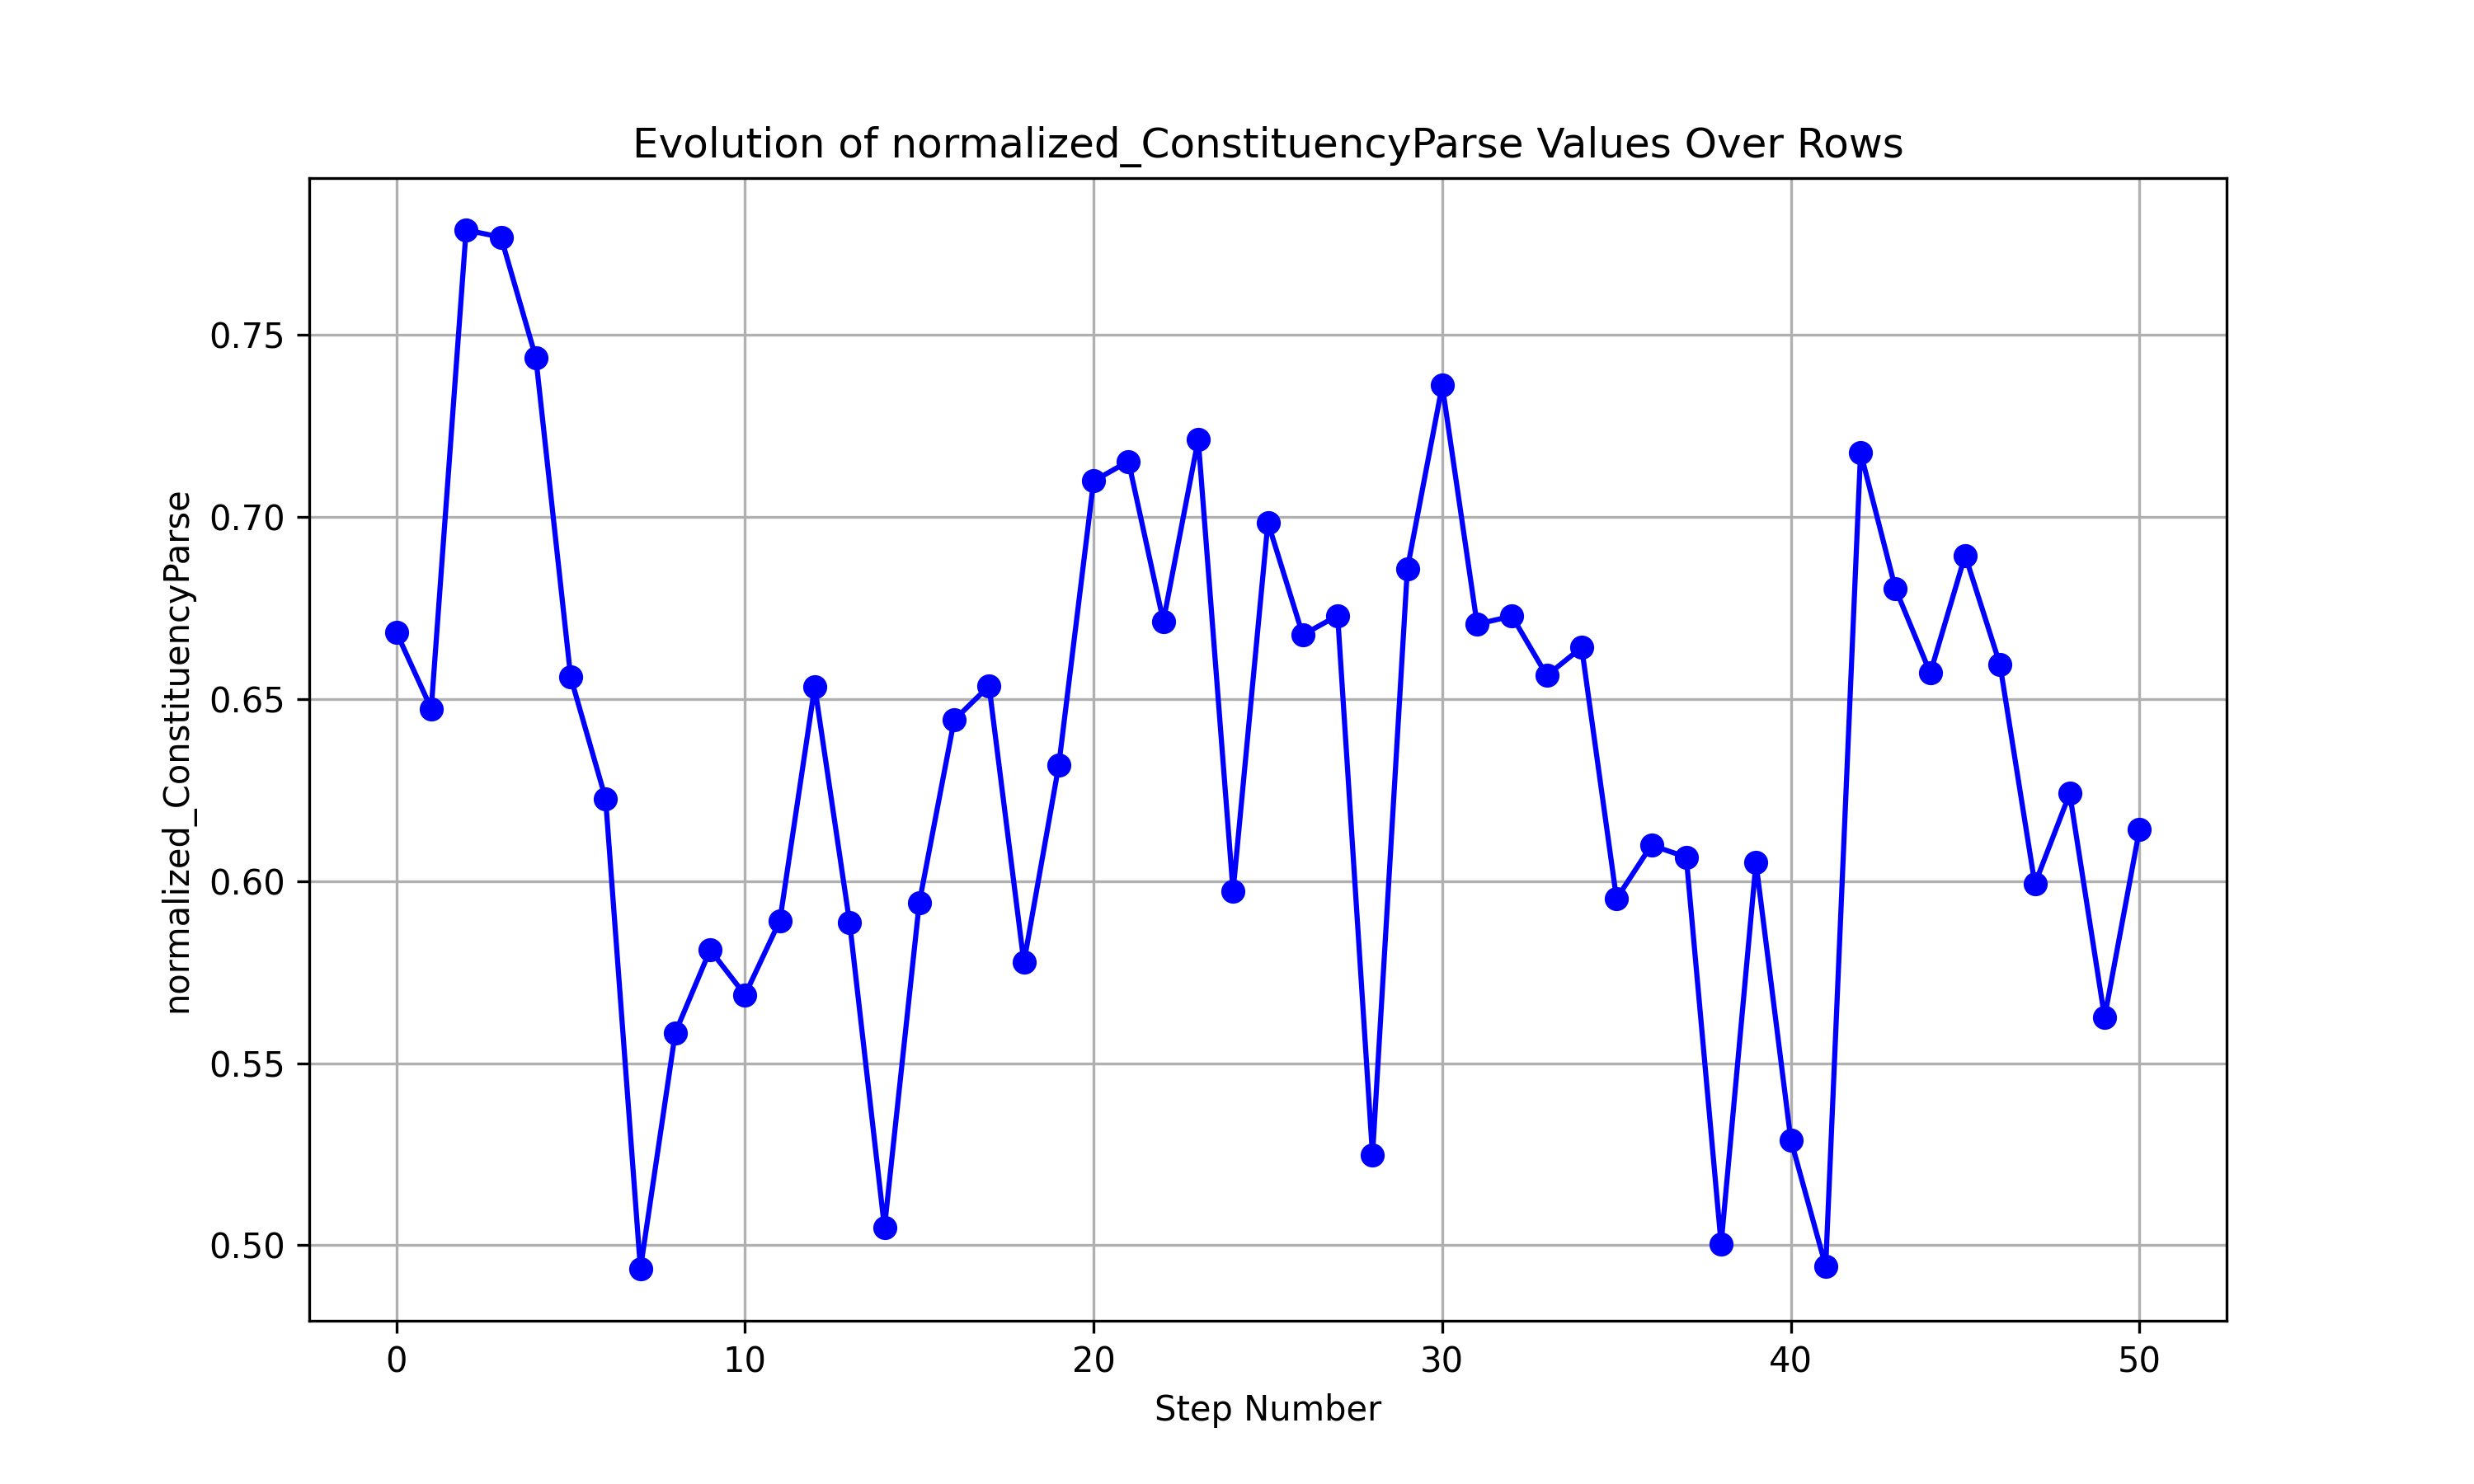 Evolution of normalized_ConstituencyParse Values Over Rows
normalized_ConstituencyParse
0.75
0.70
0.65
0.60
0.55
0.50
0 10 20 30 40 50
Step Number